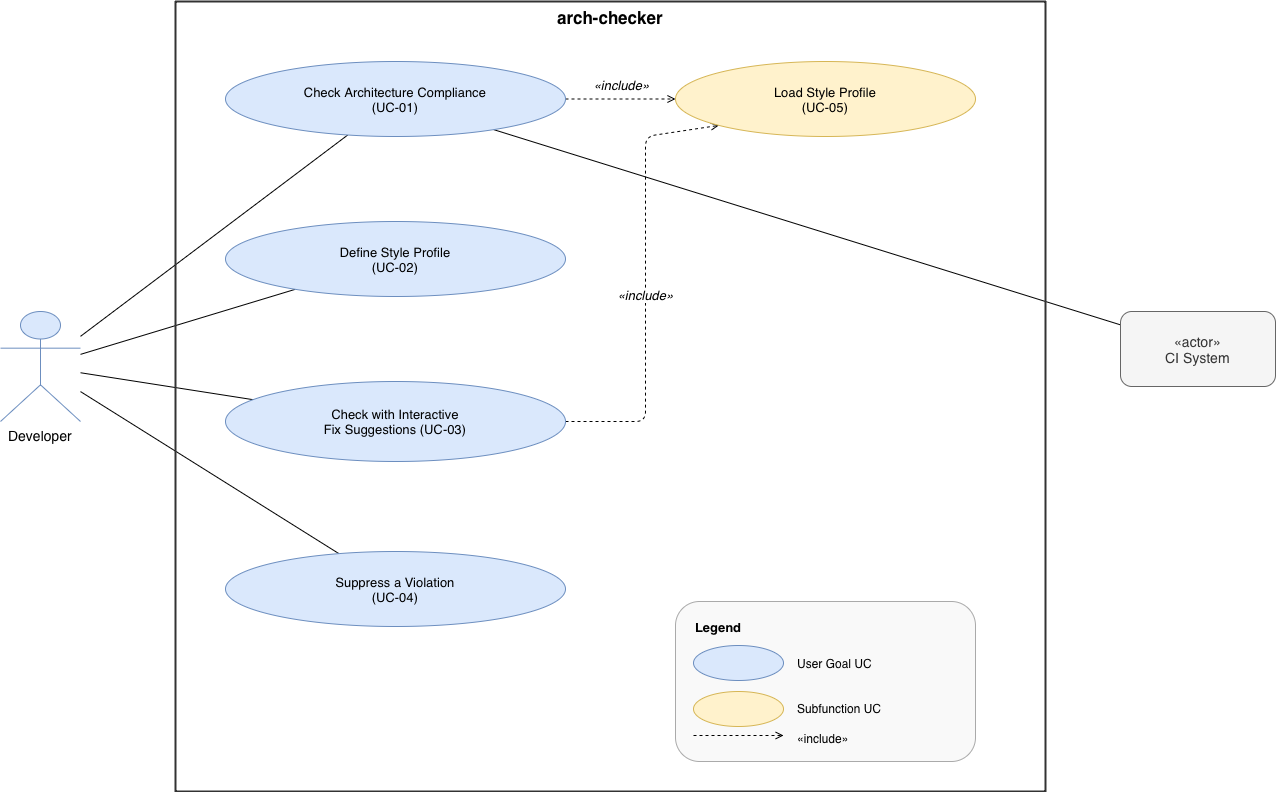 arch-checker
Check Architecture Compliance
(UC-01)
«include»
Load Style Profile
(UC-05)
Define Style Profile
(UC-02)
«include»
«actor»
CI System
Developer
Check with Interactive
Fix Suggestions (UC-03)
Suppress a Violation
(UC-04)
Legend
User Goal UC
Subfunction UC
«include»